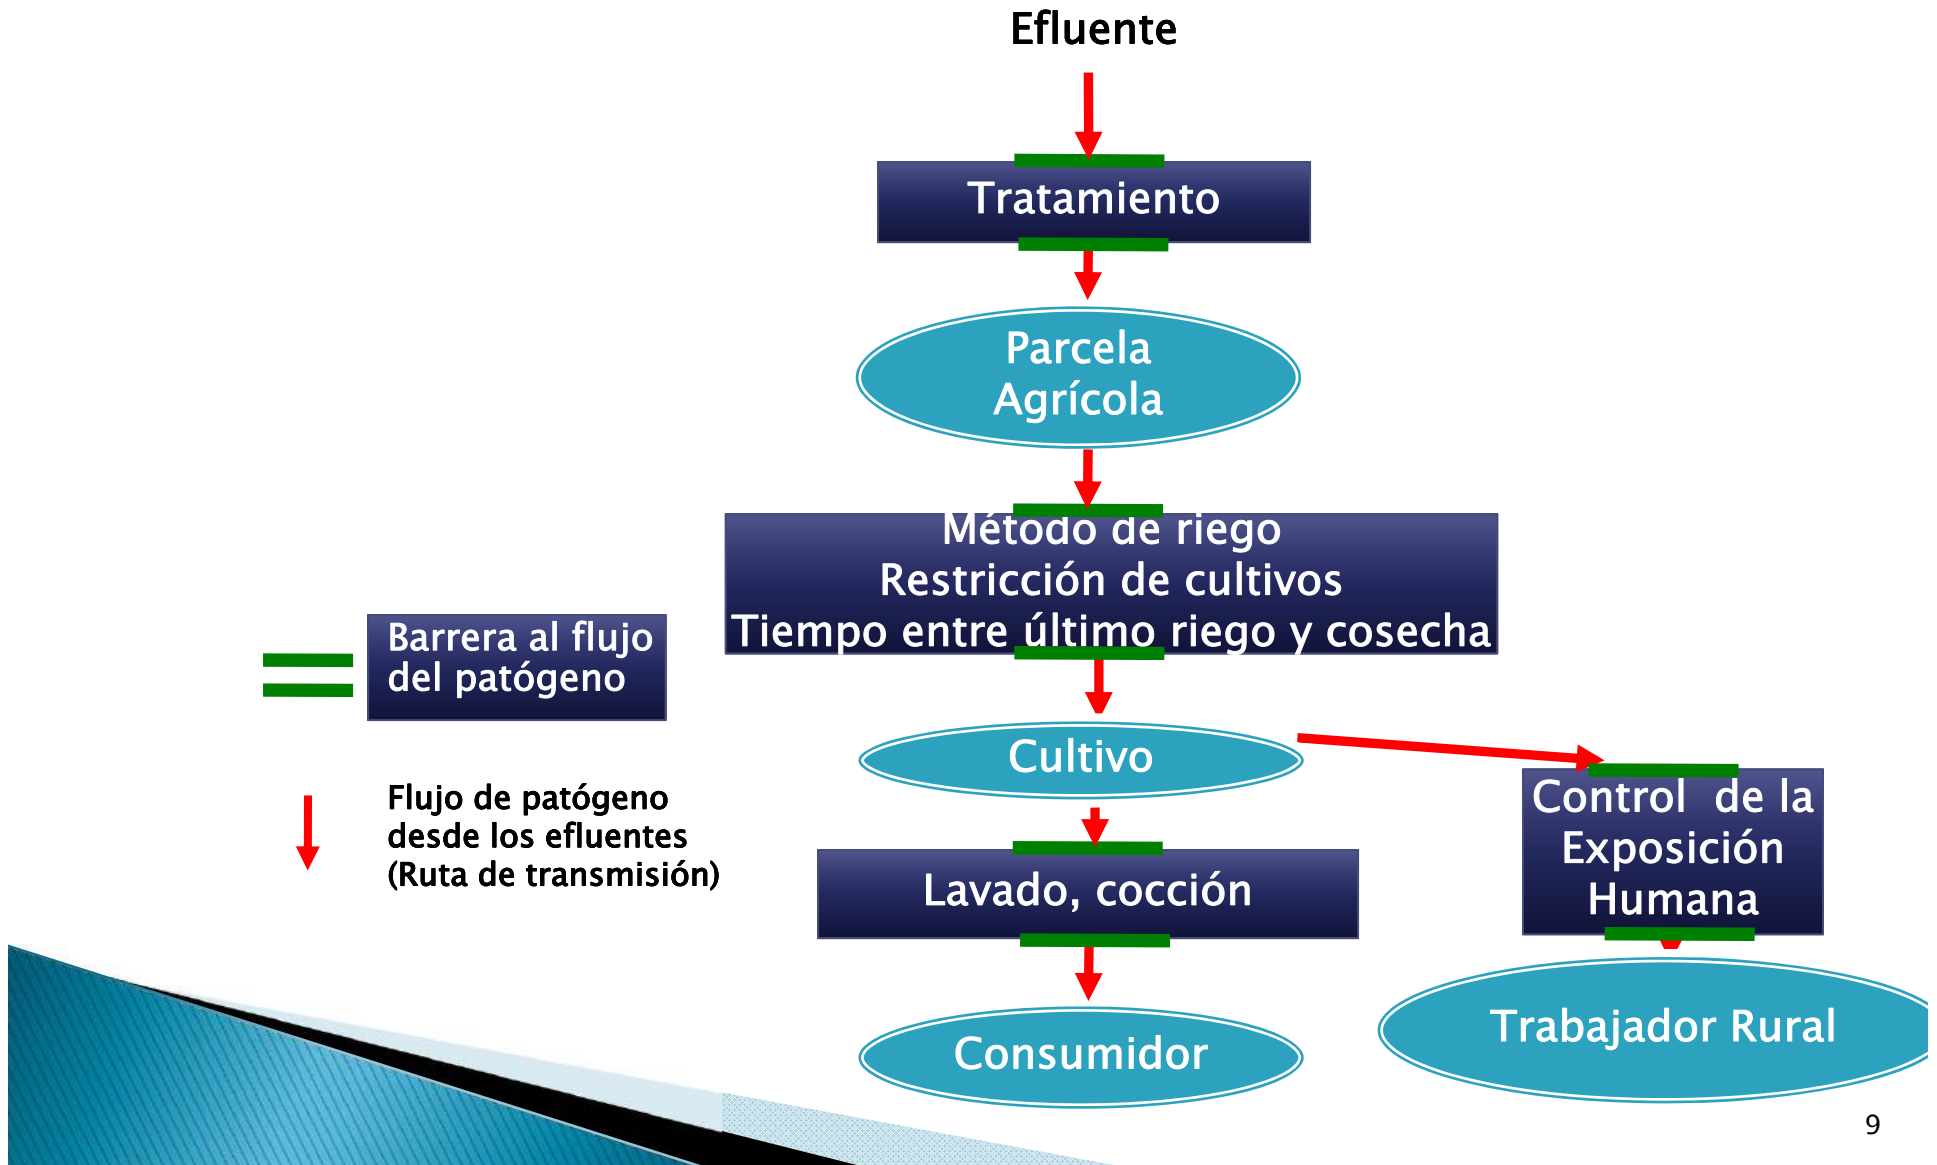 Efluente
Tratamiento
Parcela
Agrícola
Método de riego
Restricción de cultivos
Tiempo entre último riego y cosecha
Barrera al flujo
del patógeno
Cultivo
Flujo de patógeno
desde los efluentes
(Ruta de transmisión)
Control de la
Exposición
Humana
Lavado, cocción
Trabajador Rural
Consumidor
9